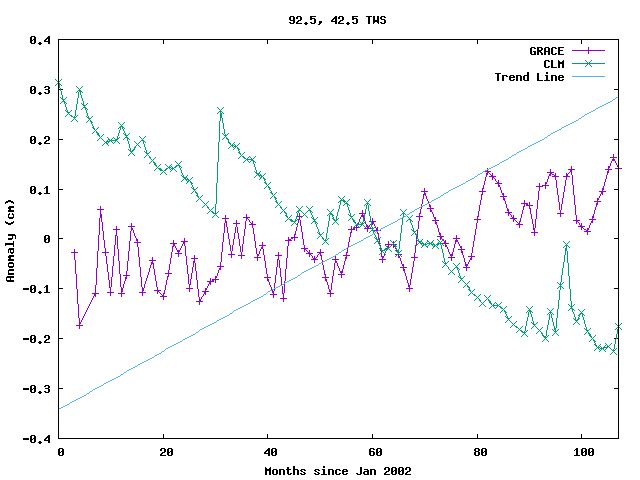 92.5, 42.5 TWS
GRACE
CLM
Trend Line
0.4
0.3
0.2
0.1
0
-0.1
-0.2
-0.3
-0.4
Anomaly (cm)
0 20 40 60 80 100
Months since Jan 2002